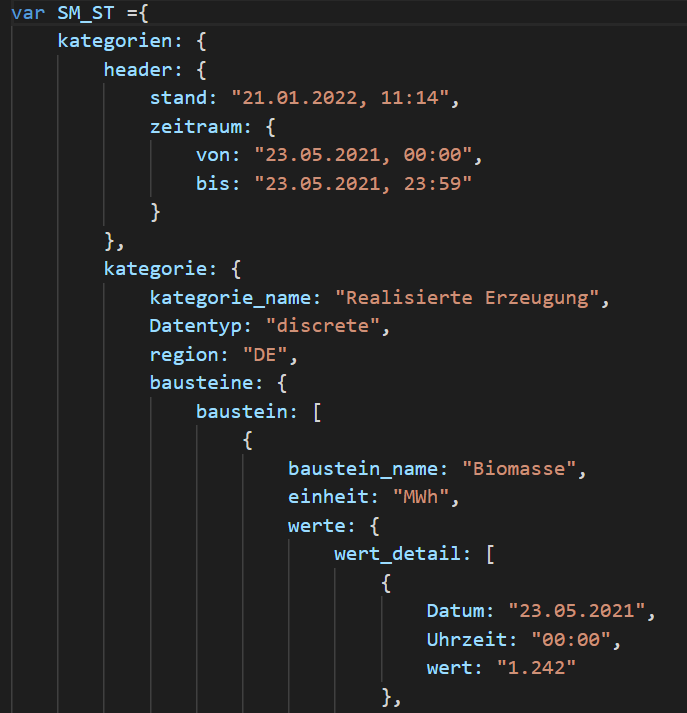 var SM_ST ={
kategorien: {
header: {
stand: "21.01.2022, 11:14",
zeitraum: {
von: "23.05.2021, 00:00",
bis: "23.05.2021, 23:59"
}
},
kategorie: {
kategorie_name: "Realisierte Erzeugung",
Datentyp: "discrete",
region: "DE",
bausteine: {
baustein: [
{
baustein_name: "Biomasse",
einheit: "MWh",
werte: {
wert_detail: [
{
Datum: "23.05.2021",
Uhrzeit: "00:00",
wert: "1.242"
},